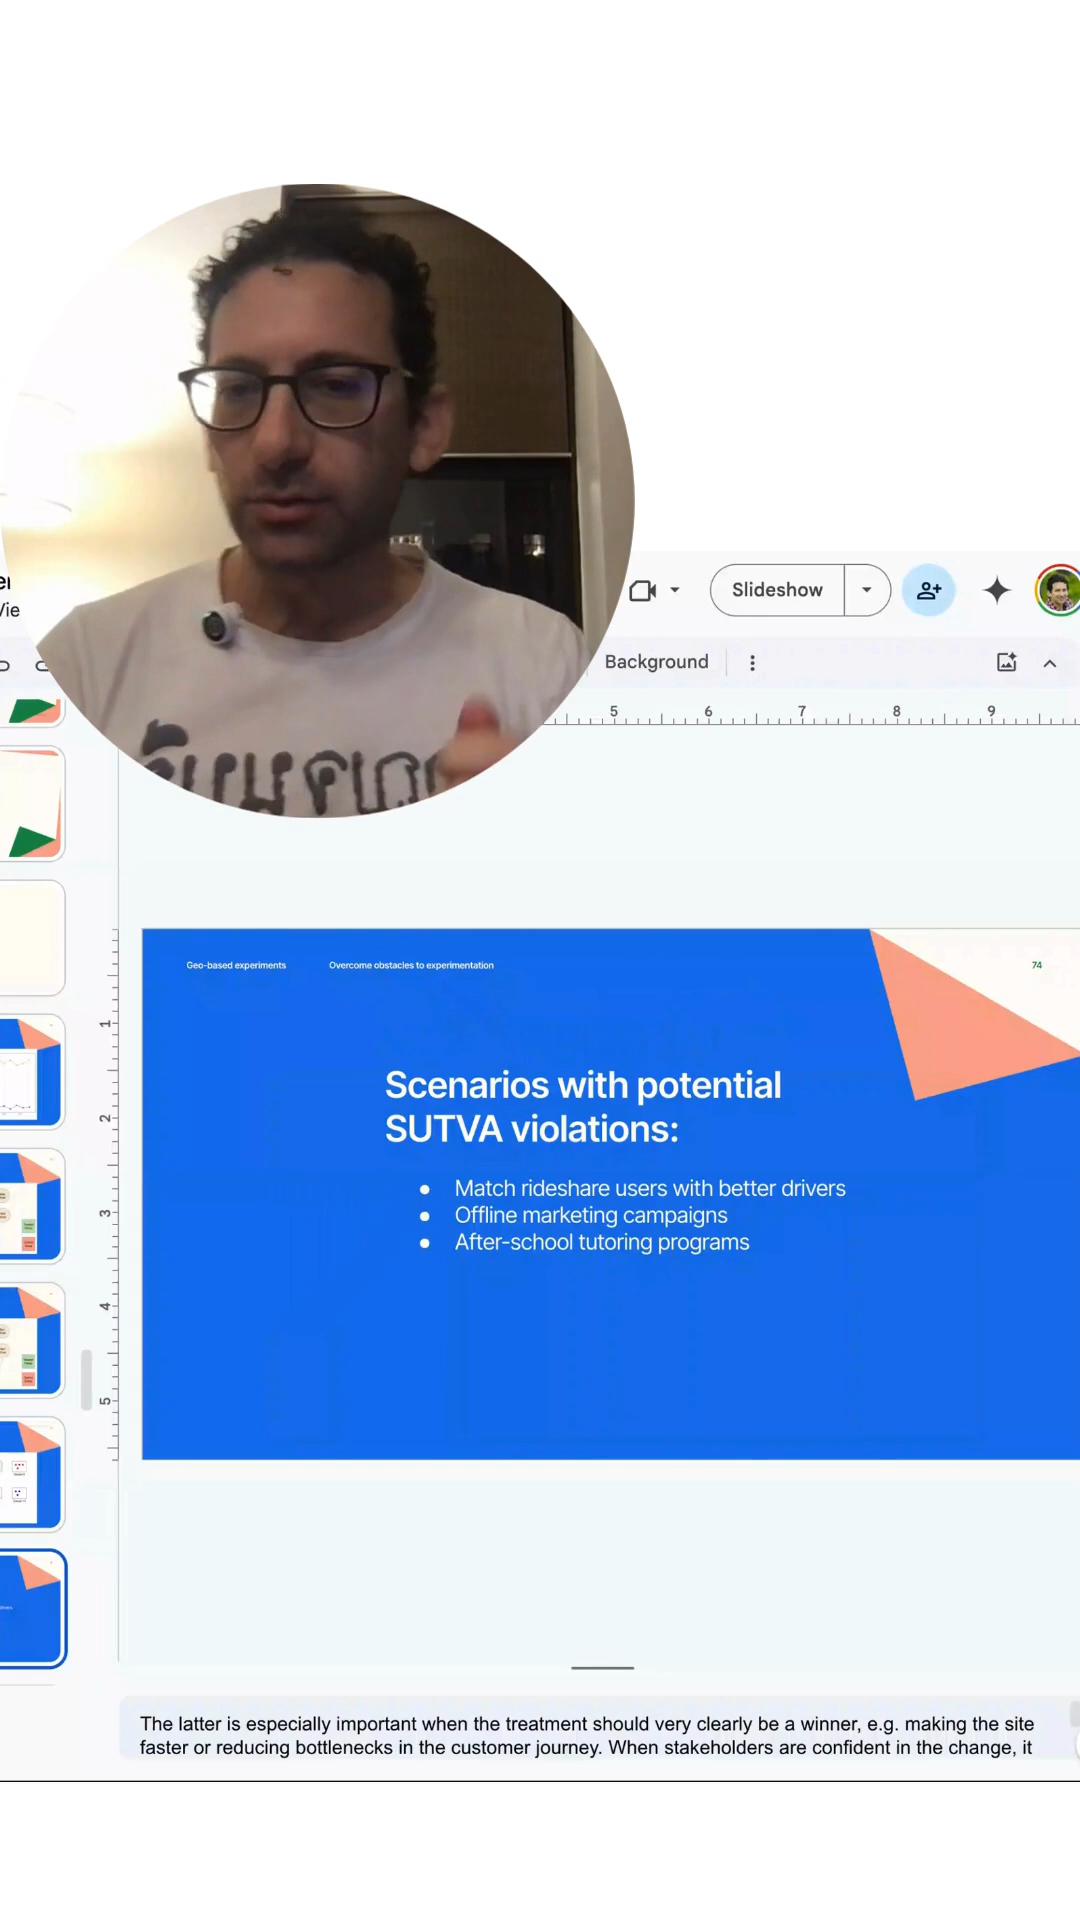 Vie
Slideshow
Background
5 6 7 8 9
Geo-based experiments
Overcome obstacles to experimentation
74
1
2
3
4
5
Scenarios with potential
SUTVA violations:
● Match rideshare users with better drivers
● Offline marketing campaigns
● After-school tutoring programs
The latter is especially important when the treatment should very clearly be a winner, e.g. making the site
faster or reducing bottlenecks in the customer journey. When stakeholders are confident in the change, it